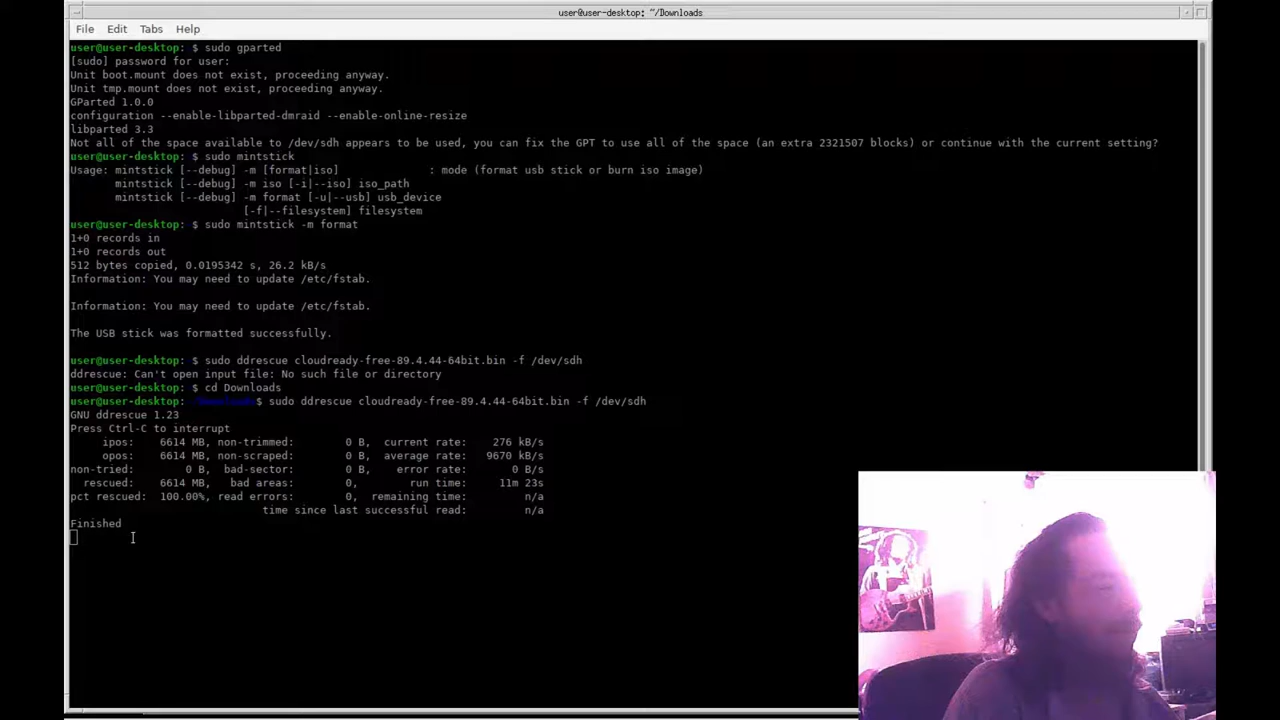 user@user-desktop: ~/Downloads
File Edit Tabs Help
user@user-desktop: $ sudo gparted
[sudo] password for user:
Unit boot.mount does not exist, proceeding anyway.
Unit tmp.mount does not exist, proceeding anyway.
GParted 1.0.0
configuration --enable-libparted-dmraid --enable-online-resize
libparted 3.3
Not all of the space available to /dev/sdh appears to be used, you can fix the GPT to use all of the space (an extra 2321507 blocks) or continue with the current setting?
user@user-desktop: $ sudo mintstick
Usage: mintstick [--debug] -m [format|iso] : mode (format usb stick or burn iso image)
mintstick [--debug] -m iso [-i|--iso] iso_path
mintstick [--debug] -m format [-u|--usb] usb_device
[-f|--filesystem] filesystem
user@user-desktop: $ sudo mintstick -m format
1+0 records in
1+0 records out
512 bytes copied, 0.0195342 s, 26.2 kB/s
Information: You may need to update /etc/fstab.
Information: You may need to update /etc/fstab.
The USB stick was formatted successfully.
user@user-desktop: $ sudo ddrescue cloudready-free-89.4.44-64bit.bin -f /dev/sdh
ddrescue: Can't open input file: No such file or directory
user@user-desktop: $ cd Downloads
user@user-desktop: $ sudo ddrescue cloudready-free-89.4.44-64bit.bin -f /dev/sdh
GNU ddrescue 1.23
Press Ctrl-C to interrupt
ipos: 6614 MB, non-trimmed: 0 B, current rate: 276 kB/s
opos: 6614 MB, non-scraped: 0 B, average rate: 9670 kB/s
non-tried: 0 B, bad-sector: 0 B, error rate: 0 B/s
rescued: 6614 MB, bad areas: 0, run time: 11m 23s
pct rescued: 100.00%, read errors: 0, remaining time: n/a
time since last successful read: n/a
Finished